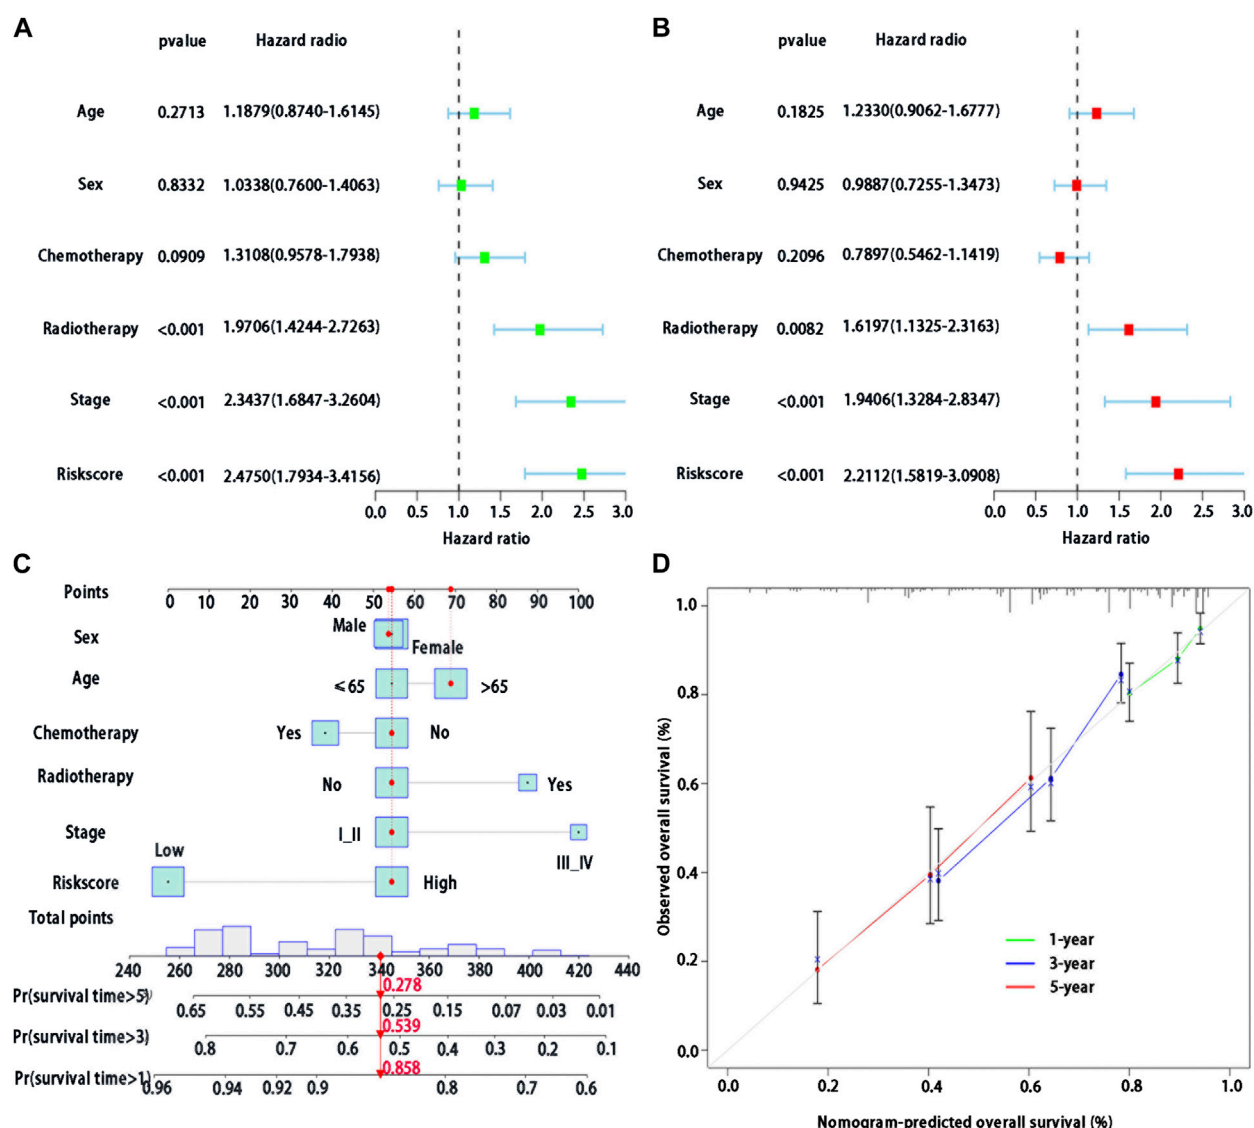 A
pvalue Hazard radio
Age 0.2713 1.1879(0.8740-1.6145)
Sex 0.8332 1.0338(0.7600-1.4063)
Chemotherapy 0.0909 1.3108(0.9578-1.7938)
Radiotherapy <0.001 1.9706(1.4244-2.7263)
Stage <0.001 2.3437(1.6847-3.2604)
Riskscore <0.001 2.4750(1.7934-3.4156)
0.0 0.5 1.0 1.5 2.0 2.5 3.0
Hazard ratio
B
pvalue Hazard radio
Age 0.1825 1.2330(0.9062-1.6777)
Sex 0.9425 0.9887(0.7255-1.3473)
Chemotherapy 0.2096 0.7897(0.5462-1.1419)
Radiotherapy 0.0082 1.6197(1.1325-2.3163)
Stage <0.001 1.9406(1.3284-2.8347)
Riskscore <0.001 2.2112(1.5819-3.0908)
0.0 0.5 1.0 1.5 2.0 2.5 3.0
Hazard ratio
C
Points
0 10 20 30 40 50 60 70 80 90 100
Sex Male Female
Age ⩽65 >65
Chemotherapy Yes No
Radiotherapy No Yes
Stage I_II III_IV
Riskscore Low High
Total points
240 260 280 300 320 340 360 380 400 420 440
0.278
Pr(survival time>5)
0.65 0.55 0.45 0.35 0.25 0.15 0.07 0.03 0.01
0.539
Pr(survival time>3)
0.8 0.7 0.6 0.5 0.4 0.3 0.2 0.1
0.858
Pr(survival time>1)
0.96 0.94 0.92 0.9 0.8 0.7 0.6
D
Observed overall survival (%)
1.0
0.8
0.6
0.4
0.2
0.0
1-year
3-year
5-year
0.0 0.2 0.4 0.6 0.8 1.0
Nomogram-predicted overall survival (%)